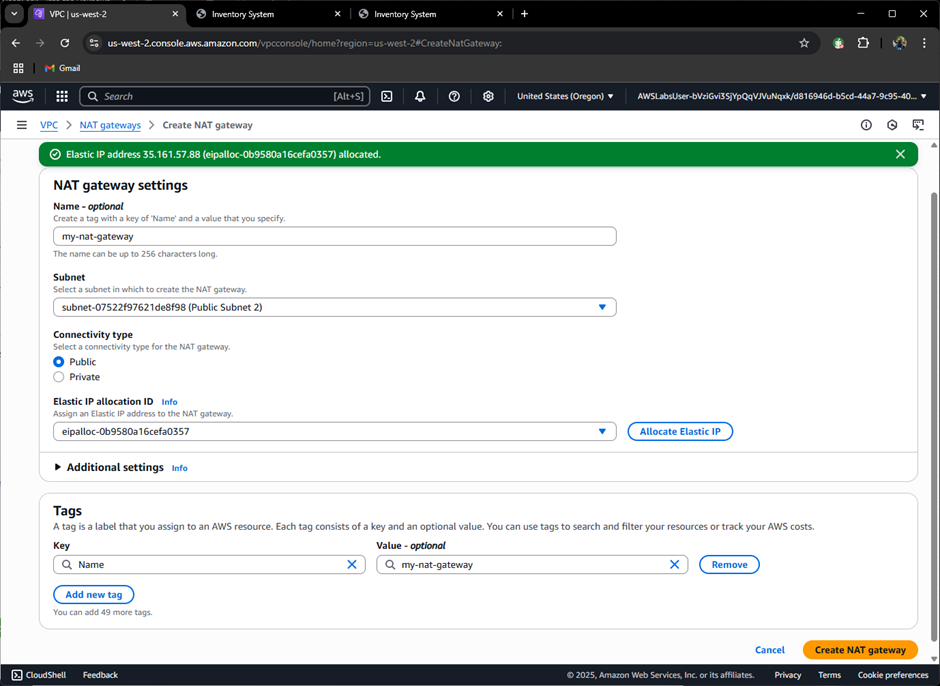 VPC | us-west-2
Inventory System
Inventory System
us-west-2.console.aws.amazon.com/vpcconsole/home?region=us-west-2#CreateNatGateway:
Gmail
aws
Search
[Alt+S]
United States (Oregon)
AWSLabsUser-bVziGvi3SjYpQqVJVuNqxk/d816946d-b5cd-44a7-9c95-40...
VPC
NAT gateways
Create NAT gateway
Elastic IP address 35.161.57.88 (eipalloc-0b9580a16cefa0357) allocated.
NAT gateway settings
Name - optional
Create a tag with a key of 'Name' and a value that you specify.
my-nat-gateway
The name can be up to 256 characters long.
Subnet
Select a subnet in which to create the NAT gateway.
subnet-07522f97621de8f98 (Public Subnet 2)
Connectivity type
Select a connectivity type for the NAT gateway.
Public
Private
Elastic IP allocation ID Info
Assign an Elastic IP address to the NAT gateway.
eipalloc-0b9580a16cefa0357
Allocate Elastic IP
Additional settings Info
Tags
A tag is a label that you assign to an AWS resource. Each tag consists of a key and an optional value. You can use tags to search and filter your resources or track your AWS costs.
Key
Value - optional
Name
my-nat-gateway
Remove
Add new tag
You can add 49 more tags.
Cancel
Create NAT gateway
CloudShell
Feedback
© 2025, Amazon Web Services, Inc. or its affiliates.
Privacy
Terms
Cookie preferences